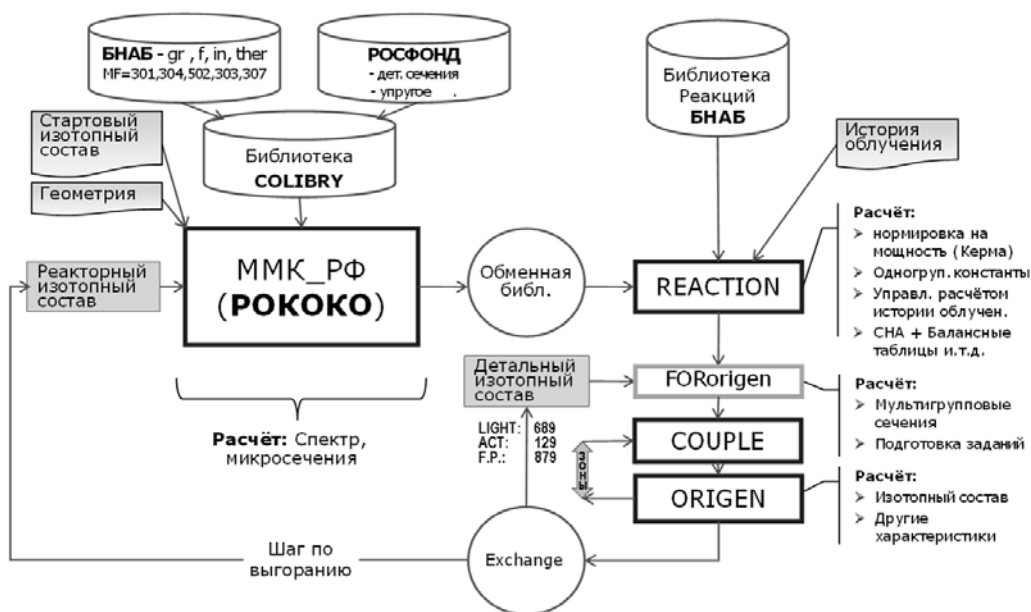 БНАБ - gr , f, in, ther
MF=301,304,502,303,307
РОСФОНД
- дет. сечения
- упругое .
Библиотека
Реакций
БНАБ
Стартовый
изотопный
состав
Библиотека
COLIBRY
История
облучения
Геометрия
Реакторный
изотопный
состав
ММК_РФ
(РОКОКО)
Обменная
библ.
REACTION
Расчёт:
➢ нормировка на
мощность (Керма)
➢ Одногруп.константы
➢ Управл. расчётом
истории облучен.
➢ СНА + Балансные
таблицы и.т.д.
Детальный
изотопный
состав
FORorigen
Расчёт:
➢ Мультигрупповые
сечения
➢ Подготовка заданий
Расчёт: Спектр,
микросечения
LIGHT: 689
ACT: 129
F.P.: 879
ЗОНЫ
COUPLE
ORIGEN
Расчёт:
➢ Изотопный состав
➢ Другие
характеристики
Шаг по
выгоранию
Exchange